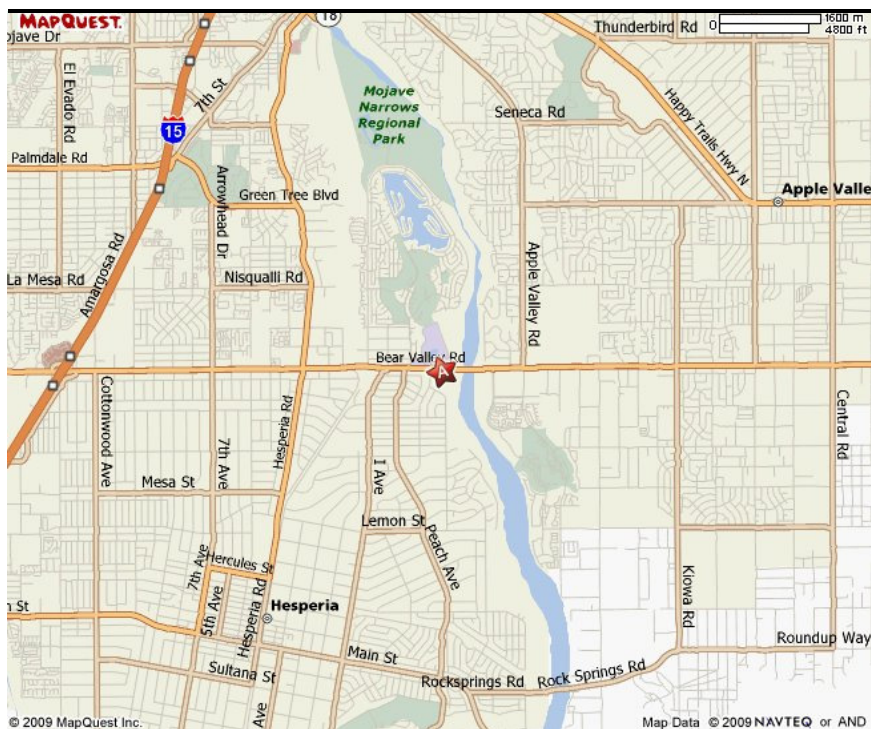 MAPQUEST.
18
Thunderbird Rd
0
1600 m
4800 ft
ojave Dr
El Evado Rd
7th St
Mojave
Narrows
Regional
Park
Seneca Rd
Happy Trails Hwy N
15
Palmdale Rd
Arrowhead Dr
Green Tree Blvd
Apple Valle
Amargosa Rd
La Mesa Rd
Nisqualli Rd
Apple Valley Rd
Bear Valley Rd
A
Cottonwood Ave
7th Ave
Hesperia Rd
I Ave
Central Rd
Mesa St
Lemon St
Peach Ave
7th Ave
Hercules St
5th Ave
Hesperia Rd
Hesperia
Kiowa Rd
n St
Main St
Roundup Way
Sultana St
Rocksprings Rd
Rock Springs Rd
Ave
© 2009 MapQuest Inc.
Map Data © 2009 NAVTEQ or AND